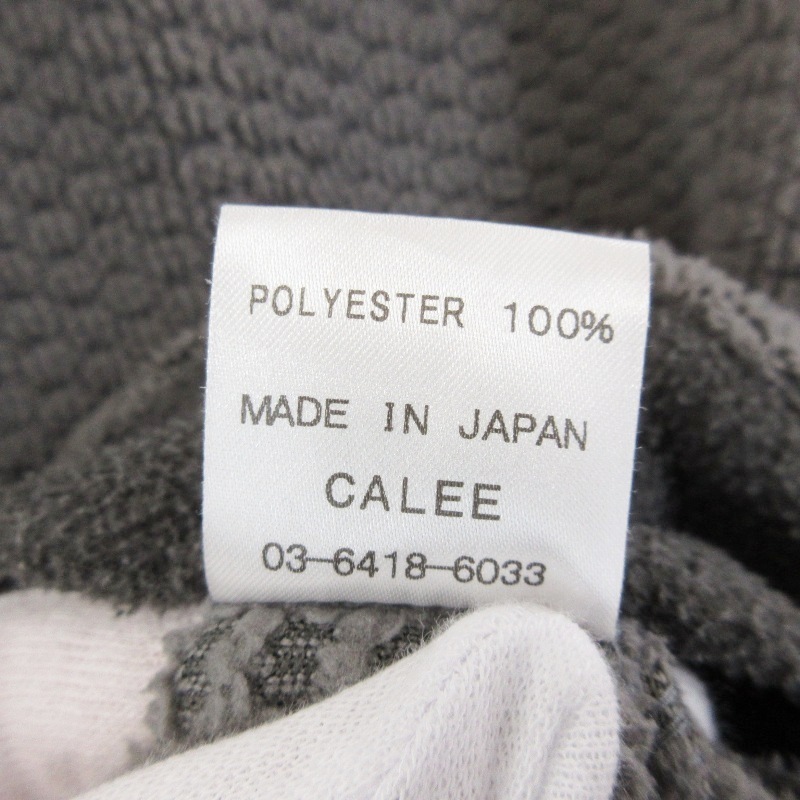 POLYESTER 100%
MADE IN JAPAN
CALEE
03-6418-6033